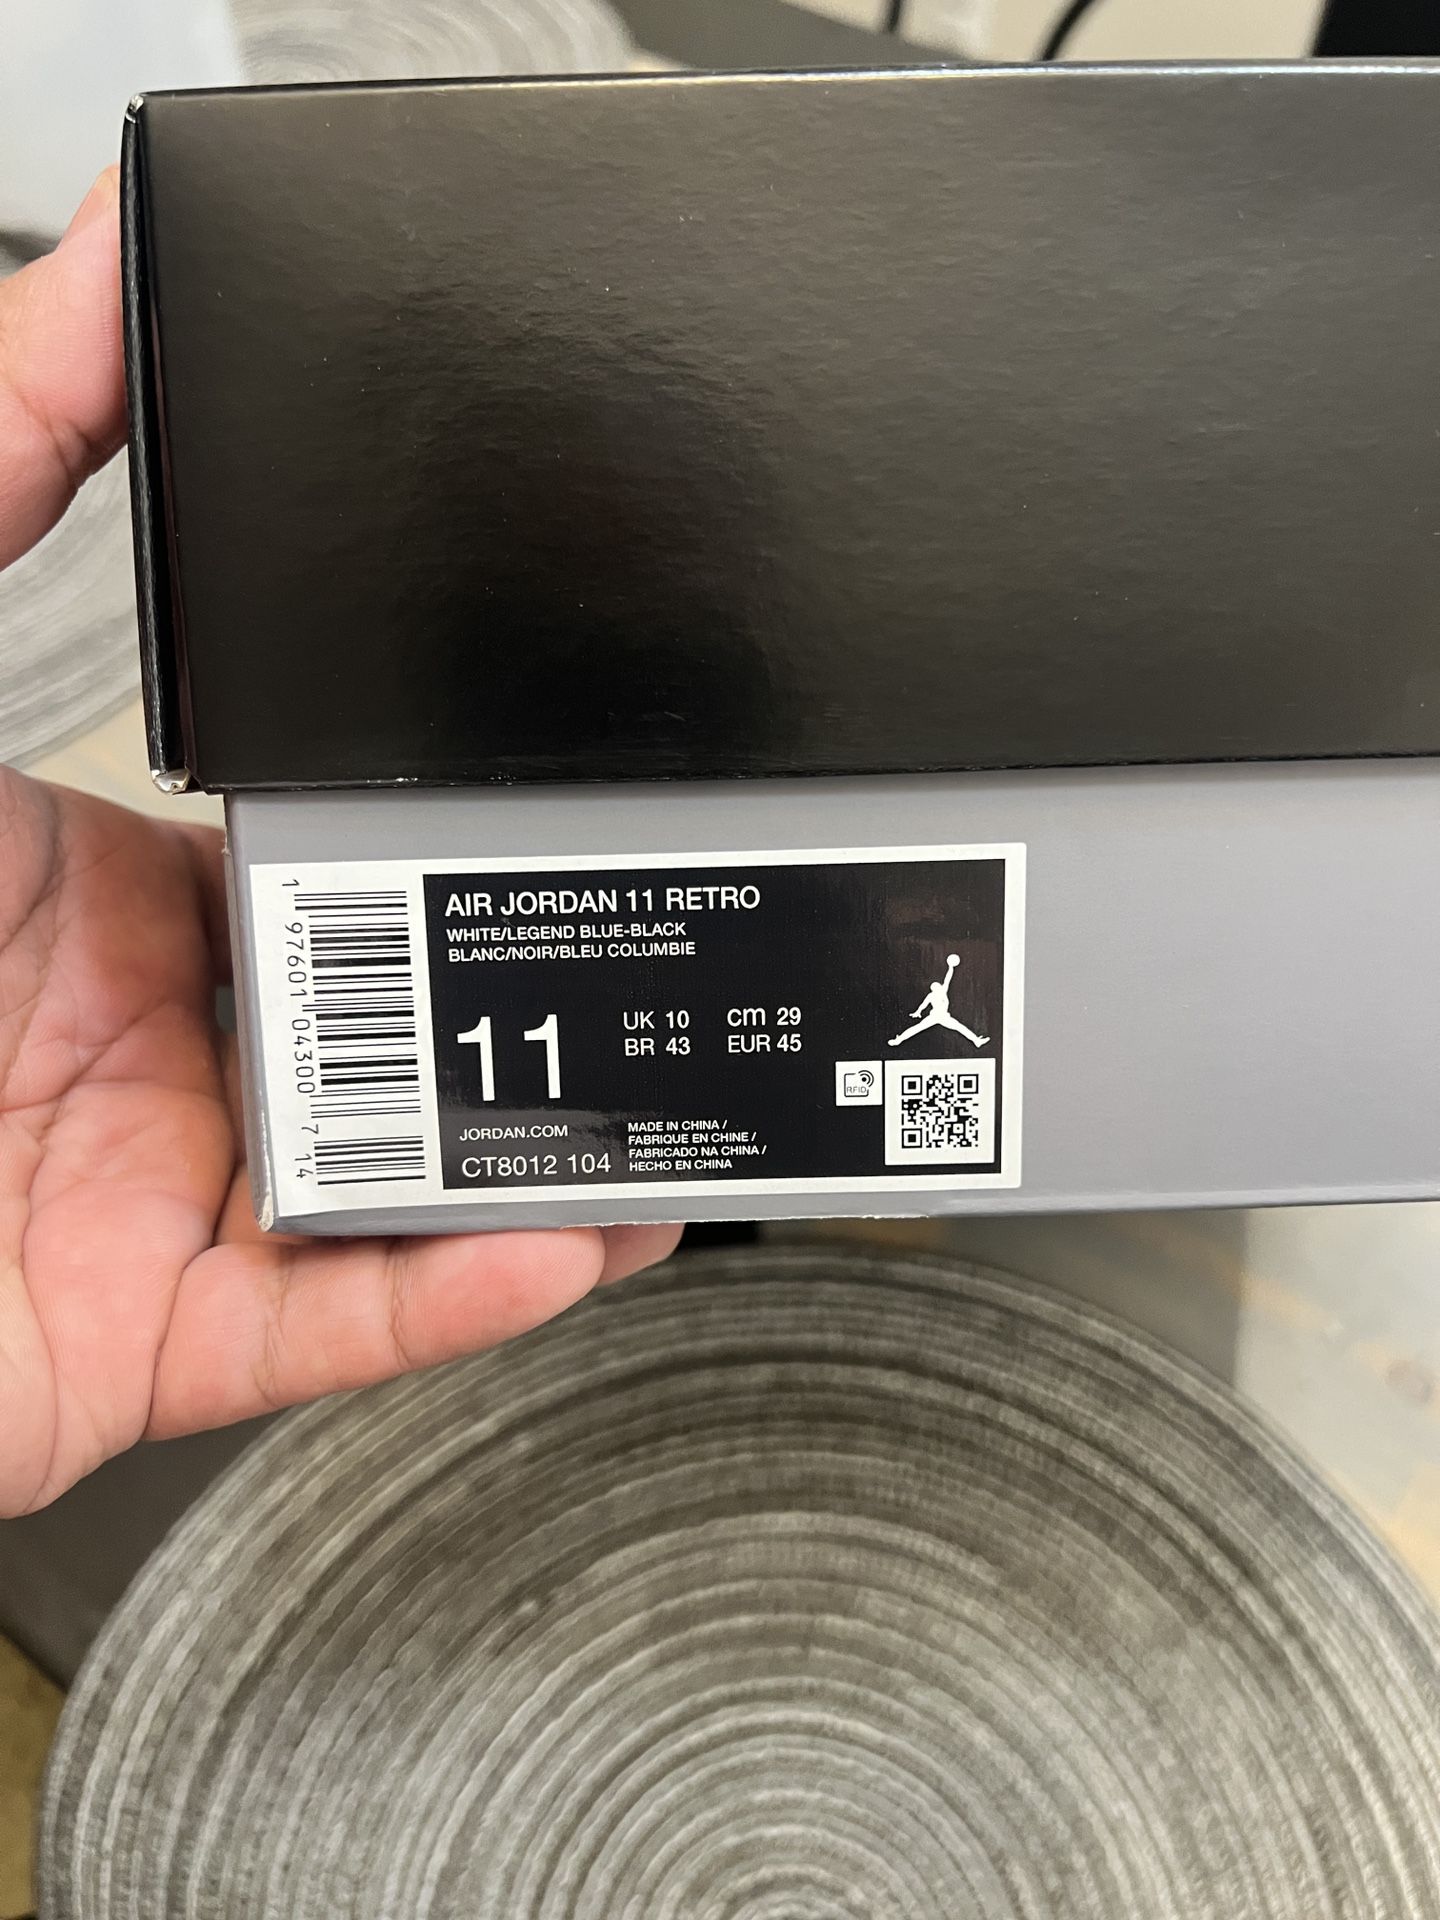 AIR JORDAN 11 RETRO
WHITE/LEGEND BLUE-BLACK
BLANC/NOIR/BLEU COLUMBIE
11
UK 10 cm 29
BR 43 EUR 45
RFID
JORDAN.COM
CT8012 104
MADE IN CHINA /
FABRIQUE EN CHINE /
FABRICADO NA CHINA /
HECHO EN CHINA
1 97601 04300 7 14